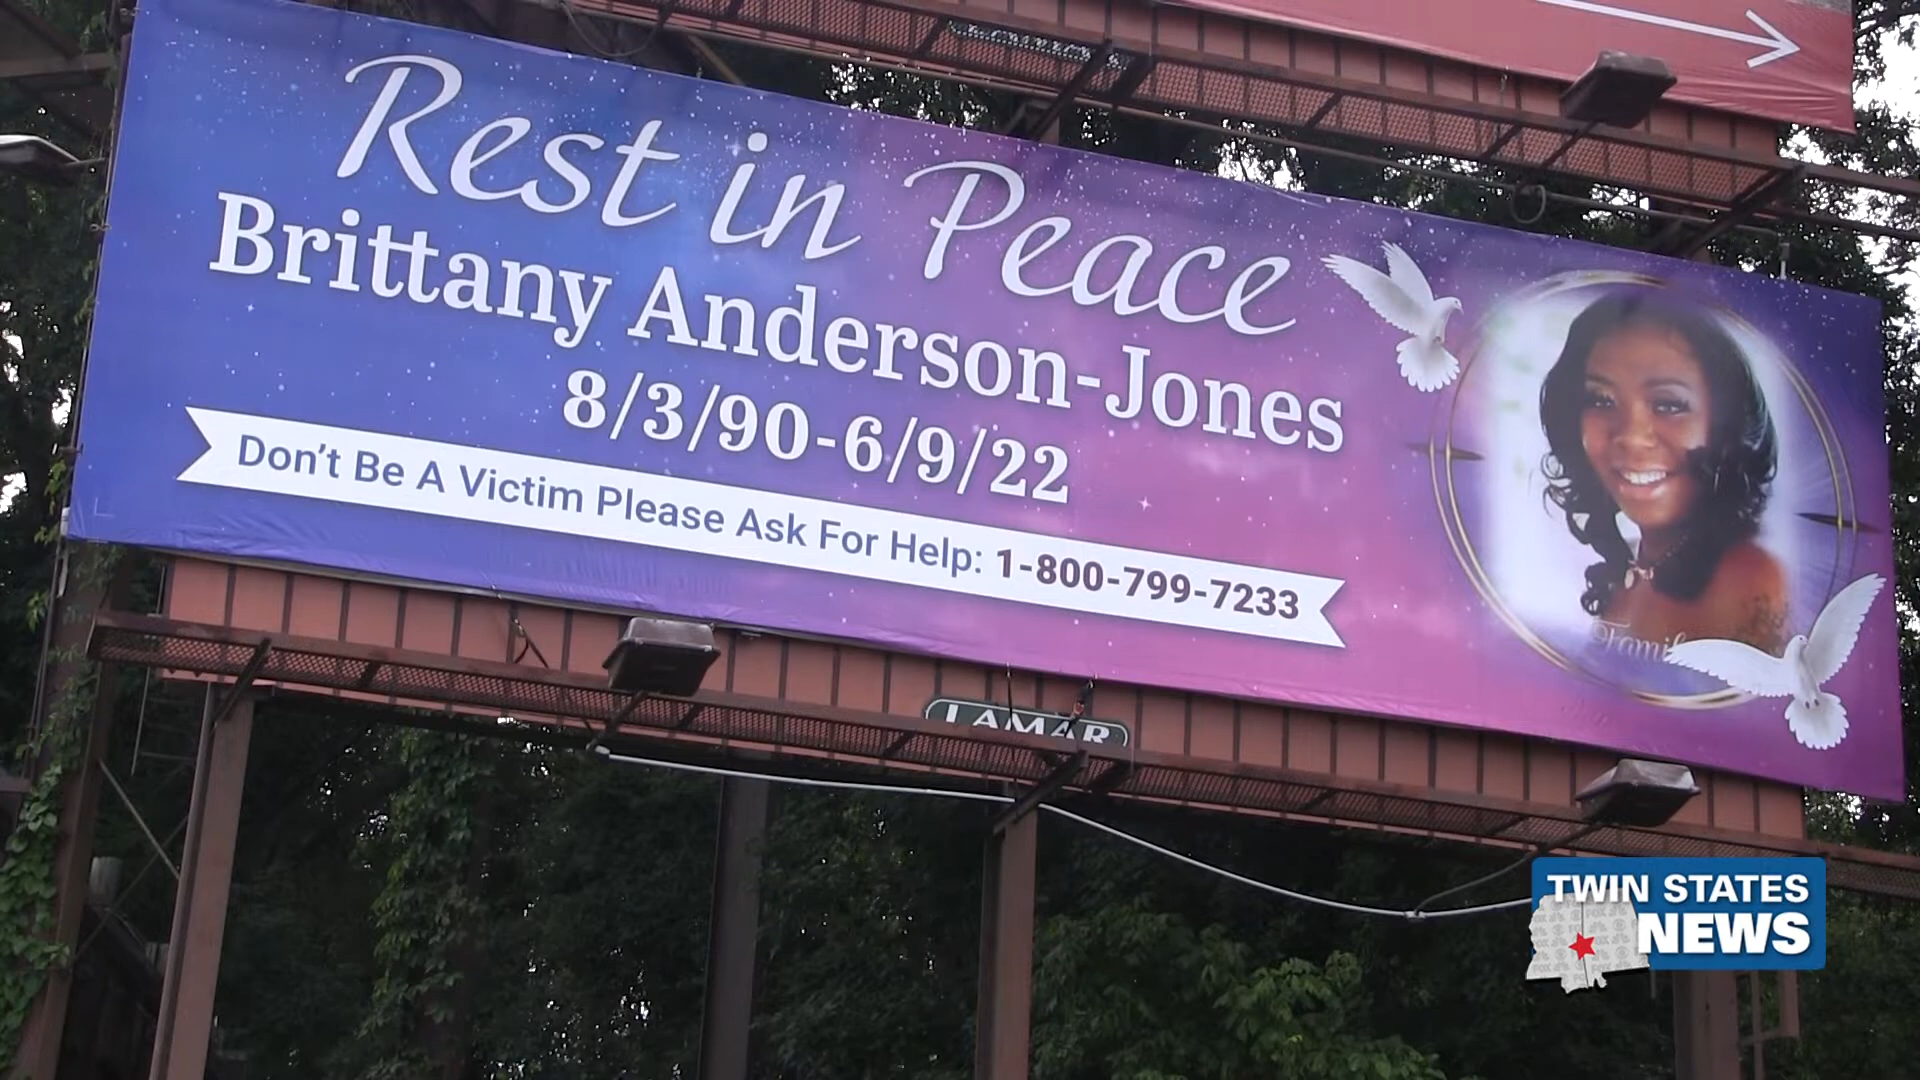 Rest in Peace
Brittany Anderson-Jones
8/3/90-6/9/22
Don't Be A Victim Please Ask For Help: 1-800-799-7233
LAMAR
TWIN STATES
NEWS